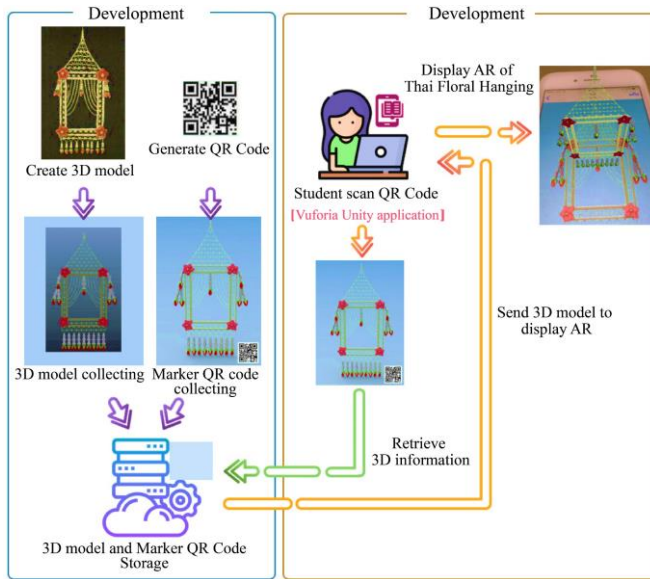 Development
Create 3D model
Generate QR Code
3D model collecting
Marker QR code
collecting
3D model and Marker QR Code
Storage
Development
Display AR of
Thai Floral Hanging
Student scan QR Code
[Vuforia Unity application]
Send 3D model to
display AR
Retrieve
3D information